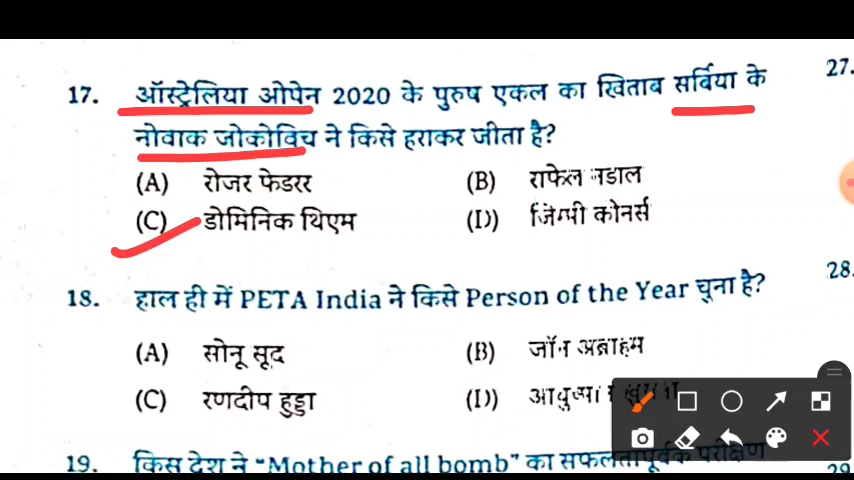 17. ऑस्ट्रेलिया ओपेन 2020 के पुरुष एकल का खिताब सर्बिया के 27.
नोवाक जोकोविच ने किसे हराकर जीता है?
(A) रोजर फेडरर (B) राफेल नडाल
(C) डोमिनिक थिएम (D) जिम्मी कोनर्स
18. हाल ही में PETA India ने किसे Person of the Year चुना है? 28.
(A) सोनू सूद (B) जॉन अब्राहम
(C) रणदीप हुड्डा (D)
19. किस देश ने "Mother of all bomb" का सफलतापूर्वक परीक्षण 29